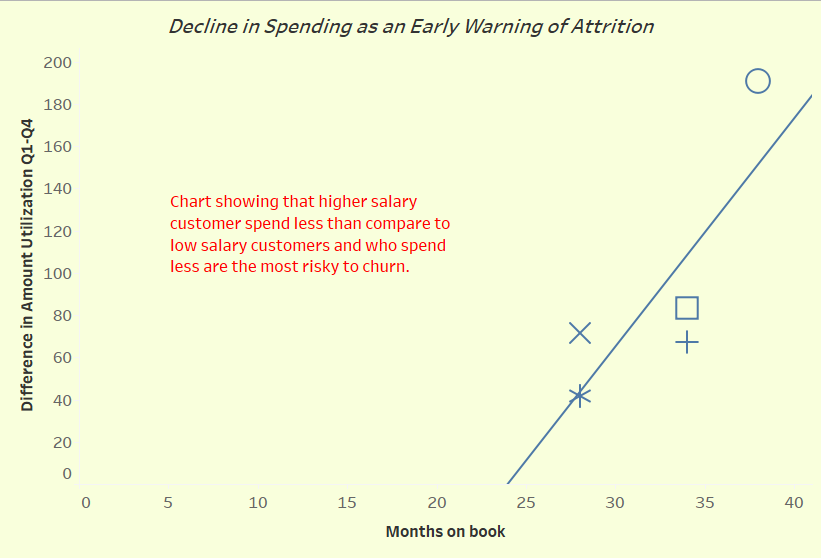 Decline in Spending as an Early Warning of Attrition
200
180
160
140
120
100
80
60
40
20
0
Difference in Amount Utilization Q1-Q4
Chart showing that higher salary
customer spend less than compare to
low salary customers and who spend
less are the most risky to churn.
0 5 10 15 20 25 30 35 40
Months on book